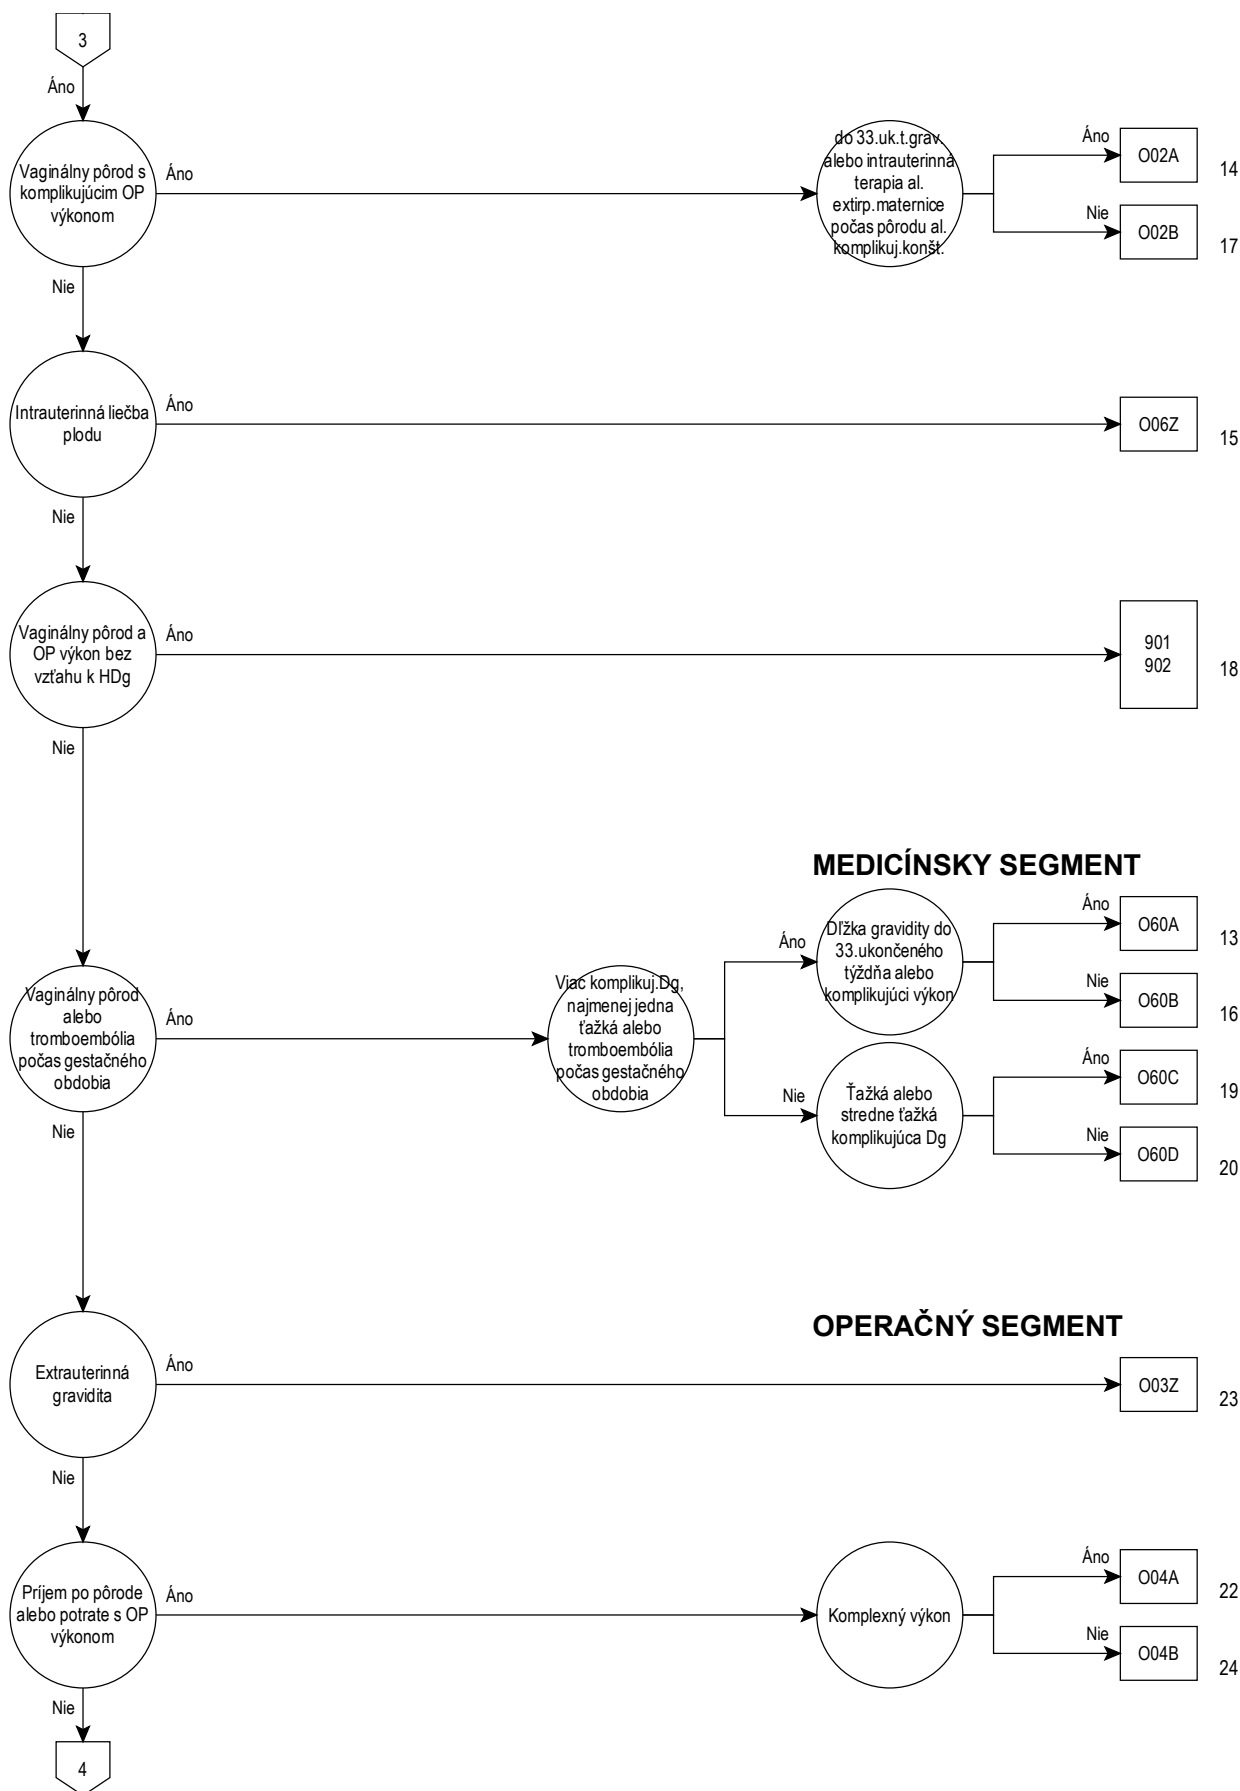 3
Áno
Vaginálny pôrod s
komplikujúcim OP
výkonom
Áno
do 33.uk.t.grav.
alebo intrauterinná
terapia al.
extirp.maternice
počas pôrodu al.
komplikuj.konšt.
Áno
O02A
14
Nie
O02B
17
Nie
Intrauterinná liečba
plodu
Áno
O06Z
15
Nie
Vaginálny pôrod a
OP výkon bez
vzťahu k HDg
Áno
901
902
18
Nie
MEDICÍNSKY SEGMENT
Vaginálny pôrod
alebo
tromboembólia
počas gestačného
obdobia
Áno
Viac komplikuj.Dg,
najmenej jedna
ťažká alebo
tromboembólia
počas gestačného
obdobia
Áno
Dľžka gravidity do
33.ukončeného
týždňa alebo
komplikujúci výkon
Áno
O60A
13
Nie
O60B
16
Nie
Ťažká alebo
stredne ťažká
komplikujúca Dg
Áno
O60C
19
Nie
O60D
20
Nie
OPERAČNÝ SEGMENT
Extrauterinná
gravidita
Áno
O03Z
23
Nie
Príjem po pôrode
alebo potrate s OP
výkonom
Áno
Komplexný výkon
Áno
O04A
22
Nie
O04B
24
Nie
4